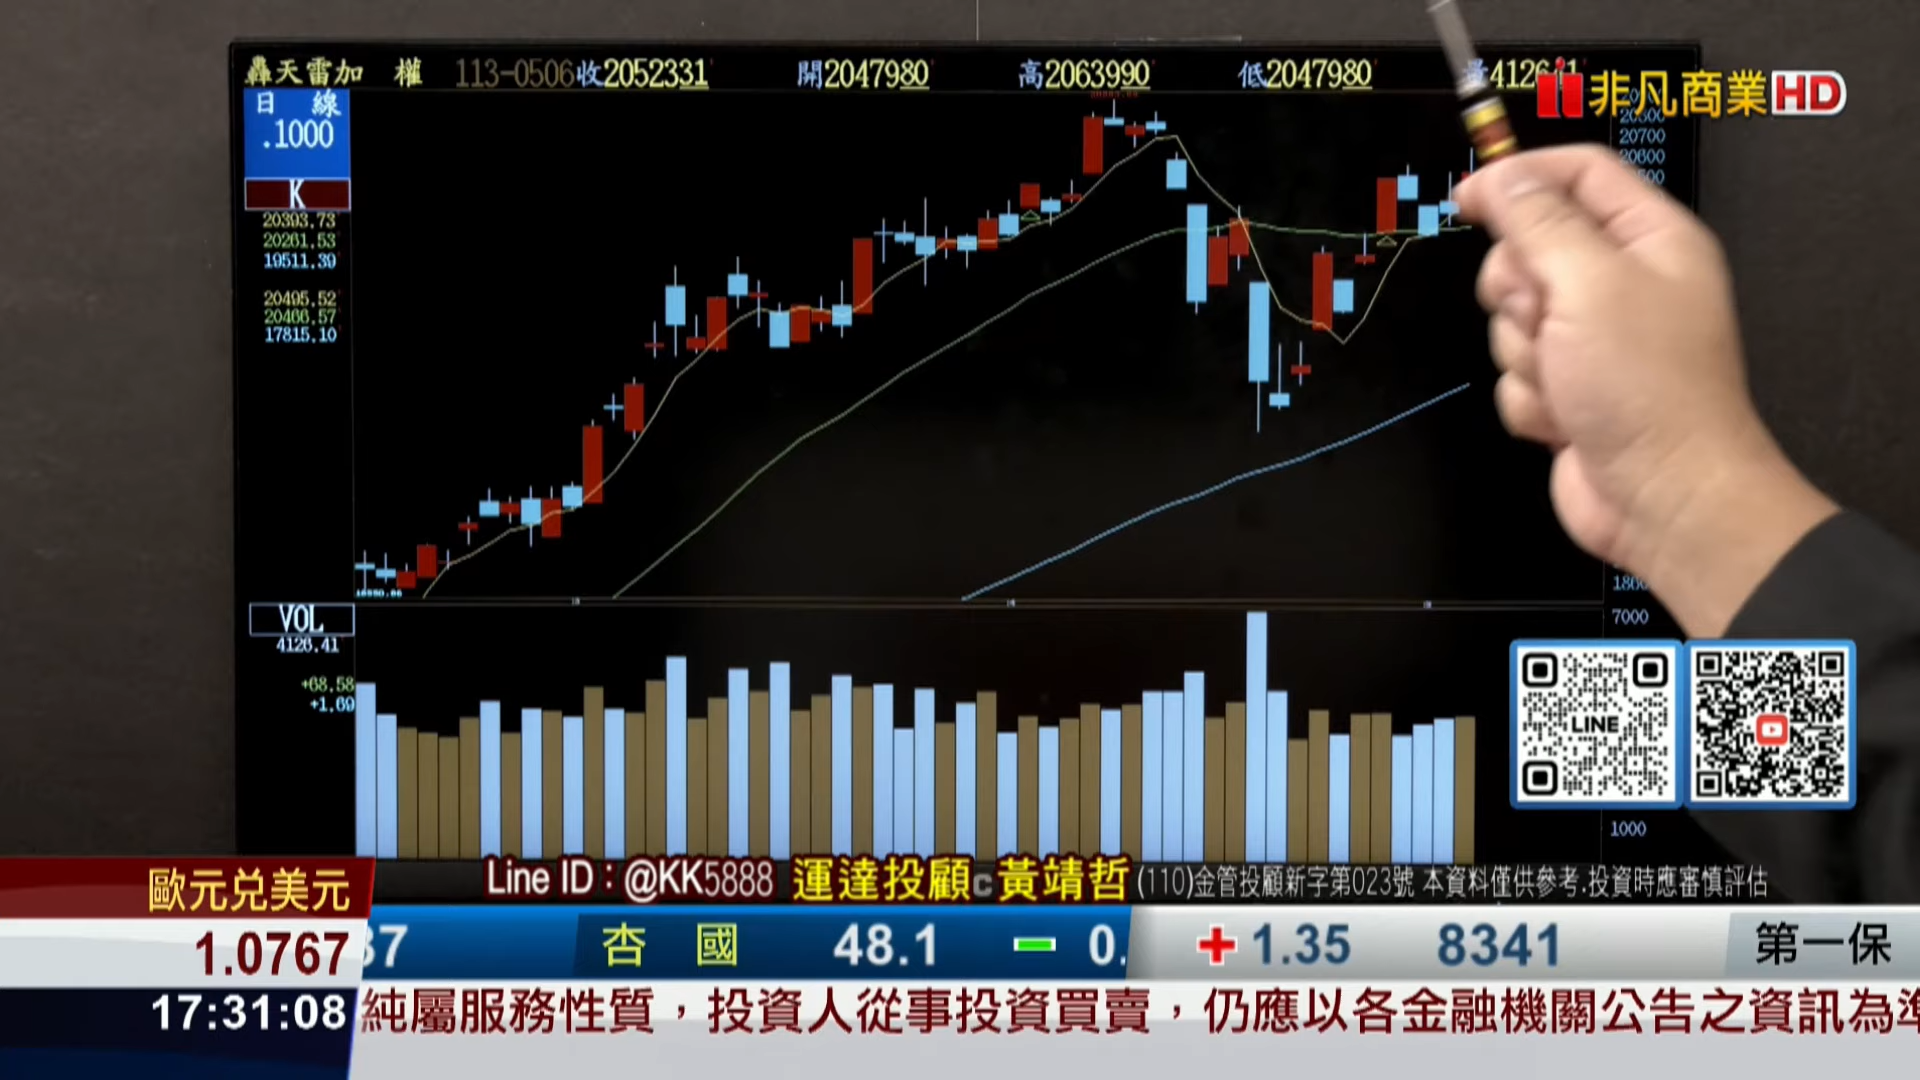 轟天雷加 權 113-0506收2052331 開2047980 高2063990 低2047980
非凡商業HD
日 線
.1000
K
20393.73
20261.53
19511.39
20495.52
20466.57
17815.10
20700
20600
VOL
4126.41
+68.58
+1.69
7000
1000
LINE
Line ID：@KK5888 運達投顧 黃靖哲 (110)金管投顧新字第023號 本資料僅供參考.投資時應審慎評估
歐元兌美元
1.0767
17:31:08
37 杏 國 48.1 0. +1.35 8341 第一保
純屬服務性質，投資人從事投資買賣，仍應以各金融機關公告之資訊為準